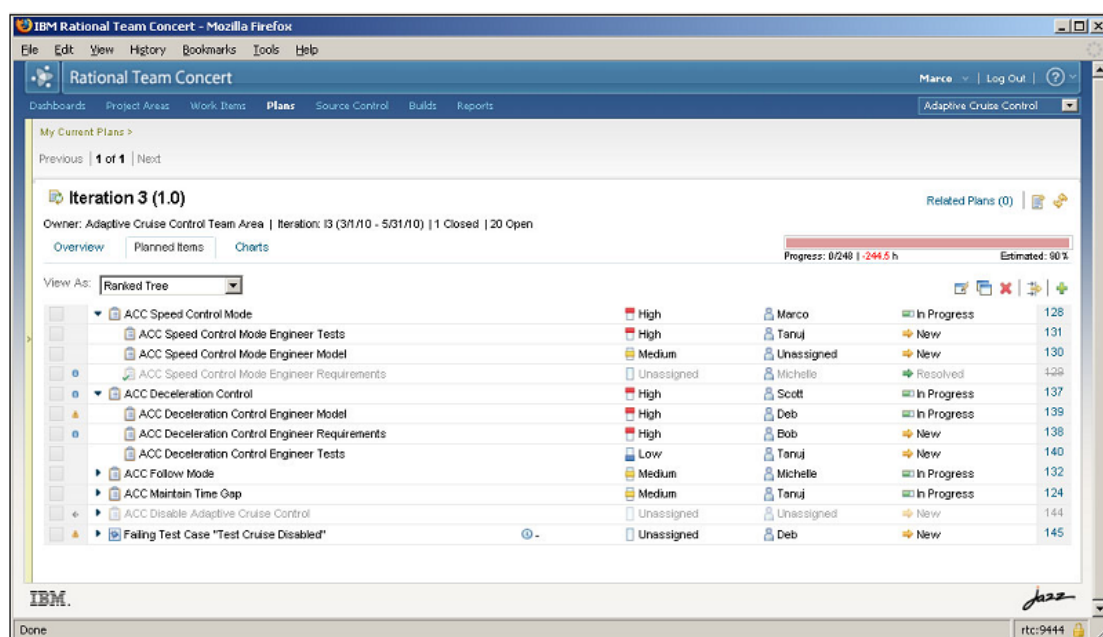 IBM Rational Team Concert - Mozilla Firefox
File Edit View History Bookmarks Tools Help
Rational Team Concert
Marco | Log Out | ?
Dashboards Project Areas Work Items Plans Source Control Builds Reports
Adaptive Cruise Control
My Current Plans >
Previous | 1 of 1 | Next
Iteration 3 (1.0)
Related Plans (0)
Owner: Adaptive Cruise Control Team Area | Iteration: I3 (3/1/10 - 5/31/10) | 1 Closed | 20 Open
Overview Planned Items Charts
Progress: 0/248 | -244.5 h Estimated: 90%
View As: Ranked Tree
ACC Speed Control Mode High Marco In Progress 128
ACC Speed Control Mode Engineer Tests High Tanuj New 131
ACC Speed Control Mode Engineer Model Medium Unassigned New 130
ACC Speed Control Mode Engineer Requirements Unassigned Michelle Resolved 129
ACC Deceleration Control High Scott In Progress 137
ACC Deceleration Control Engineer Model High Deb In Progress 139
ACC Deceleration Control Engineer Requirements High Bob New 138
ACC Deceleration Control Engineer Tests Low Tanuj New 140
ACC Follow Mode Medium Michelle In Progress 132
ACC Maintain Time Gap Medium Tanuj In Progress 124
ACC Disable Adaptive Cruise Control Unassigned Unassigned New 144
Failing Test Case "Test Cruise Disabled" - Unassigned Deb New 145
IBM.
jazz
Done
rtc:9444